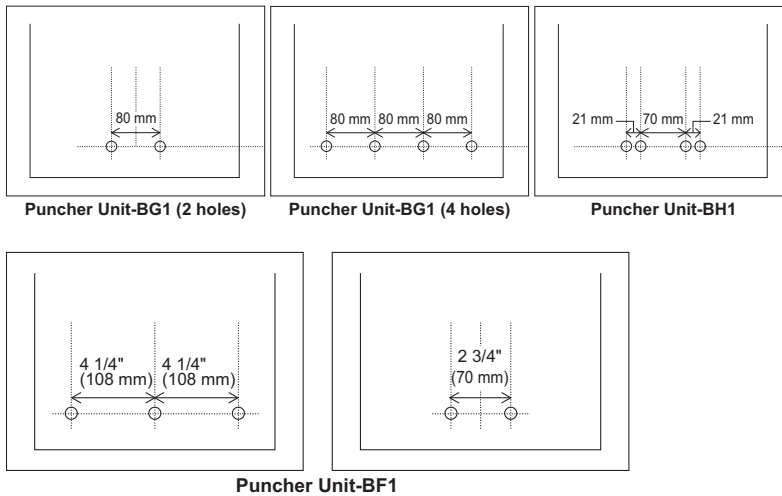 80 mm
Puncher Unit-BG1 (2 holes)
80 mm 80 mm 80 mm
Puncher Unit-BG1 (4 holes)
21 mm 70 mm 21 mm
Puncher Unit-BH1
4 1/4" 4 1/4"
(108 mm) (108 mm)
2 3/4"
(70 mm)
Puncher Unit-BF1